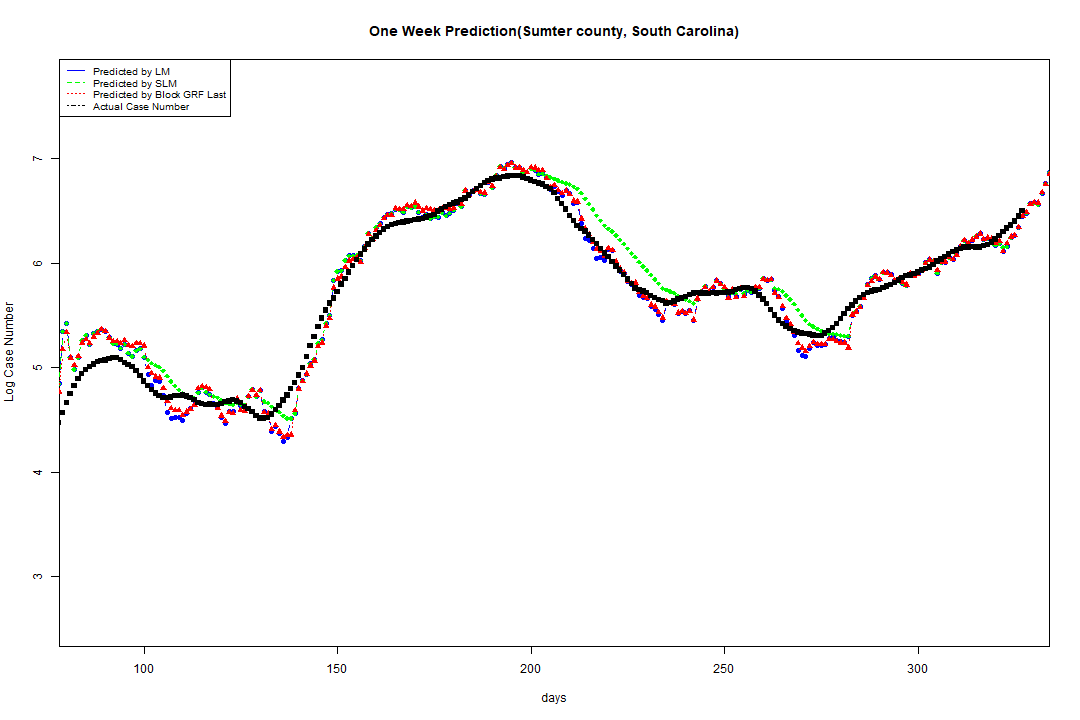 One Week Prediction(Sumter county, South Carolina)
Predicted by LM
Predicted by SLM
Predicted by Block GRF Last
Actual Case Number
7
6
5
4
3
Log Case Number
100 150 200 250 300
days